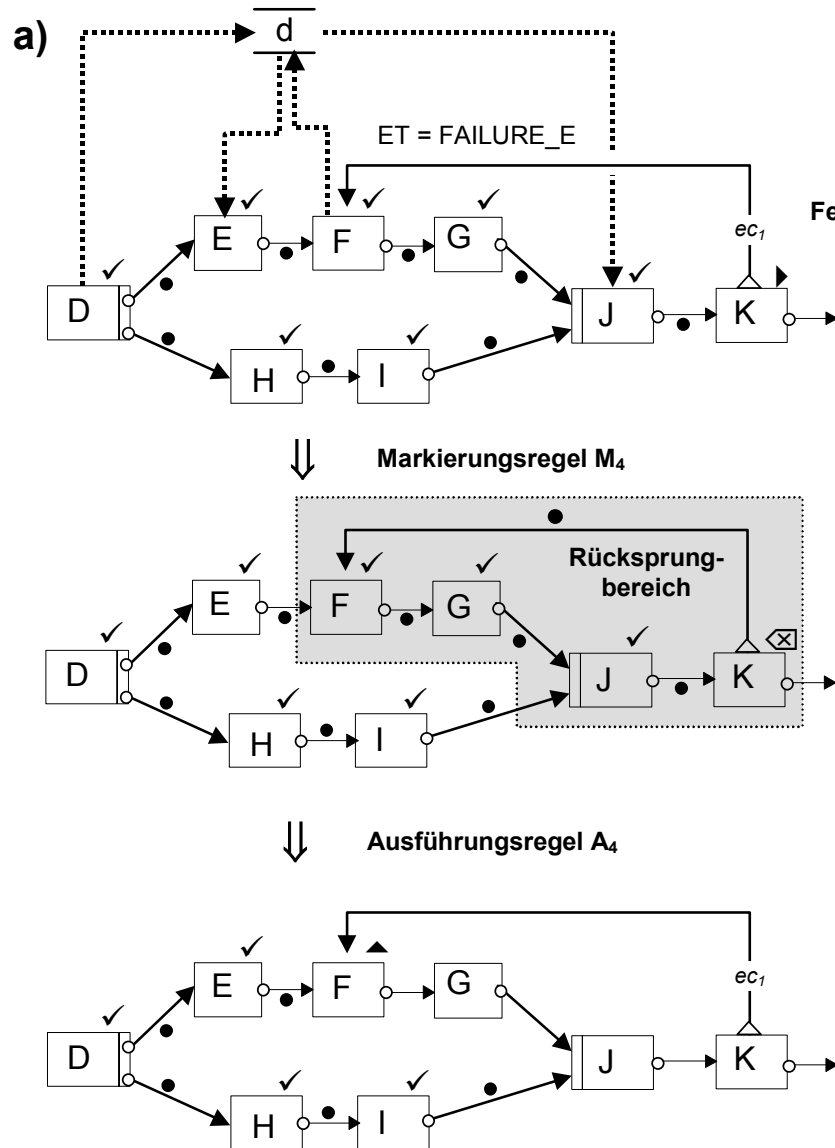 a)
d
ET = FAILURE_E
Fe
E
F
G
ec1
D
J
K
H
I
Markierungsregel M4
Rücksprung-
bereich
E
F
G
D
J
K
H
I
Ausführungsregel A4
E
F
G
ec1
D
J
K
H
I